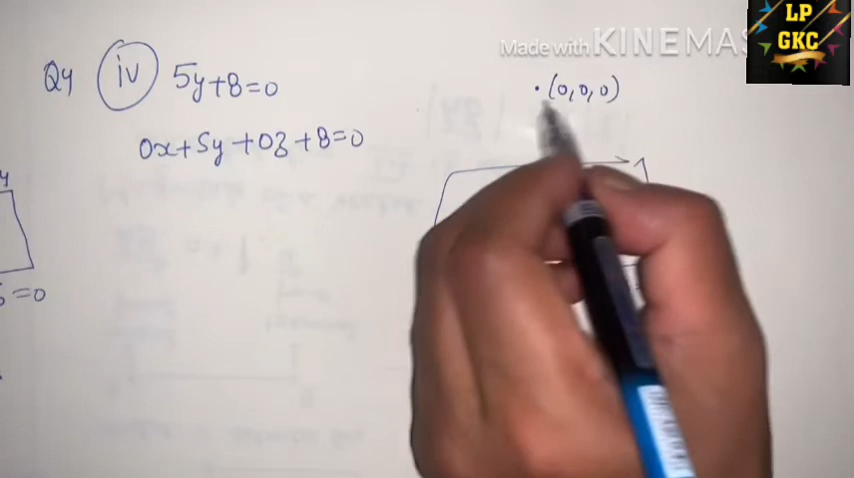 Made with KINEMAS
LP
GKC
Q4 iv 5y+8=0
.(0,0,0)
0x+5y+0z+8=0
y
5=0